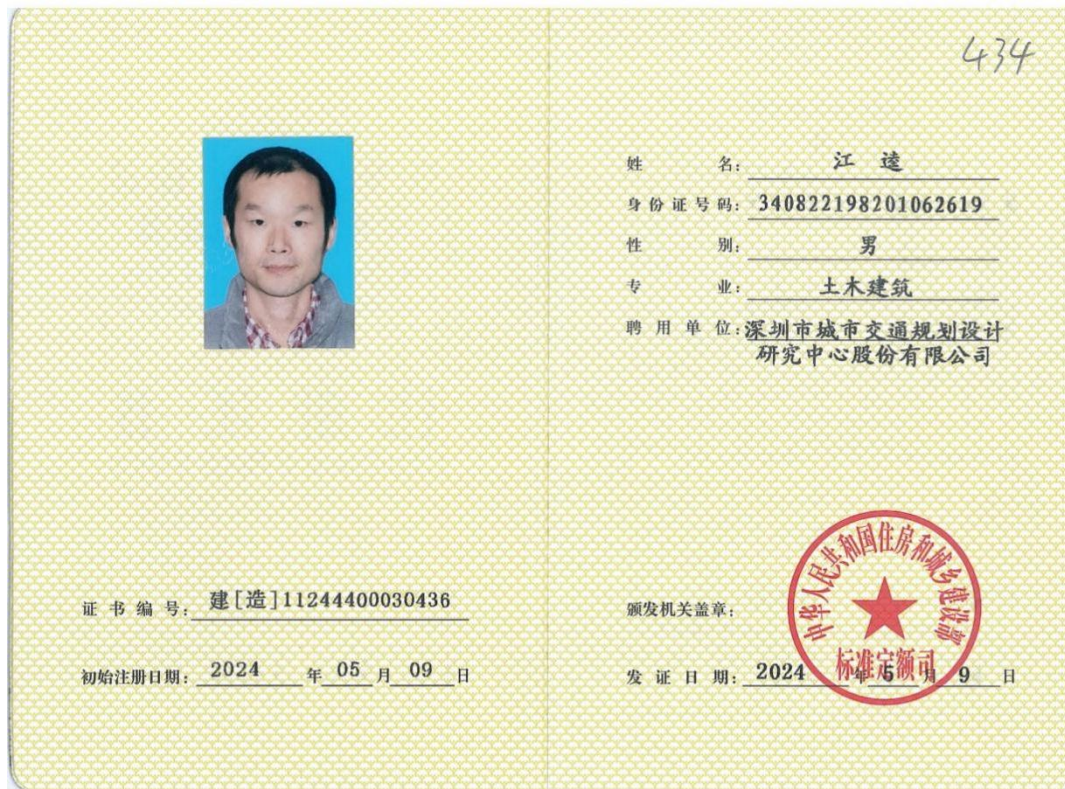 434
姓名：江逵
身份证号码：340822198201062619
性别：男
专业：土木建筑
聘用单位：深圳市城市交通规划设计
研究中心股份有限公司
证书编号：建[造]11244400030436
初始注册日期：2024 年 05 月 09 日
颁发机关盖章：
中华人民共和国住房和城乡建设部
标准定额司
发证日期：2024 年 5 月 9 日